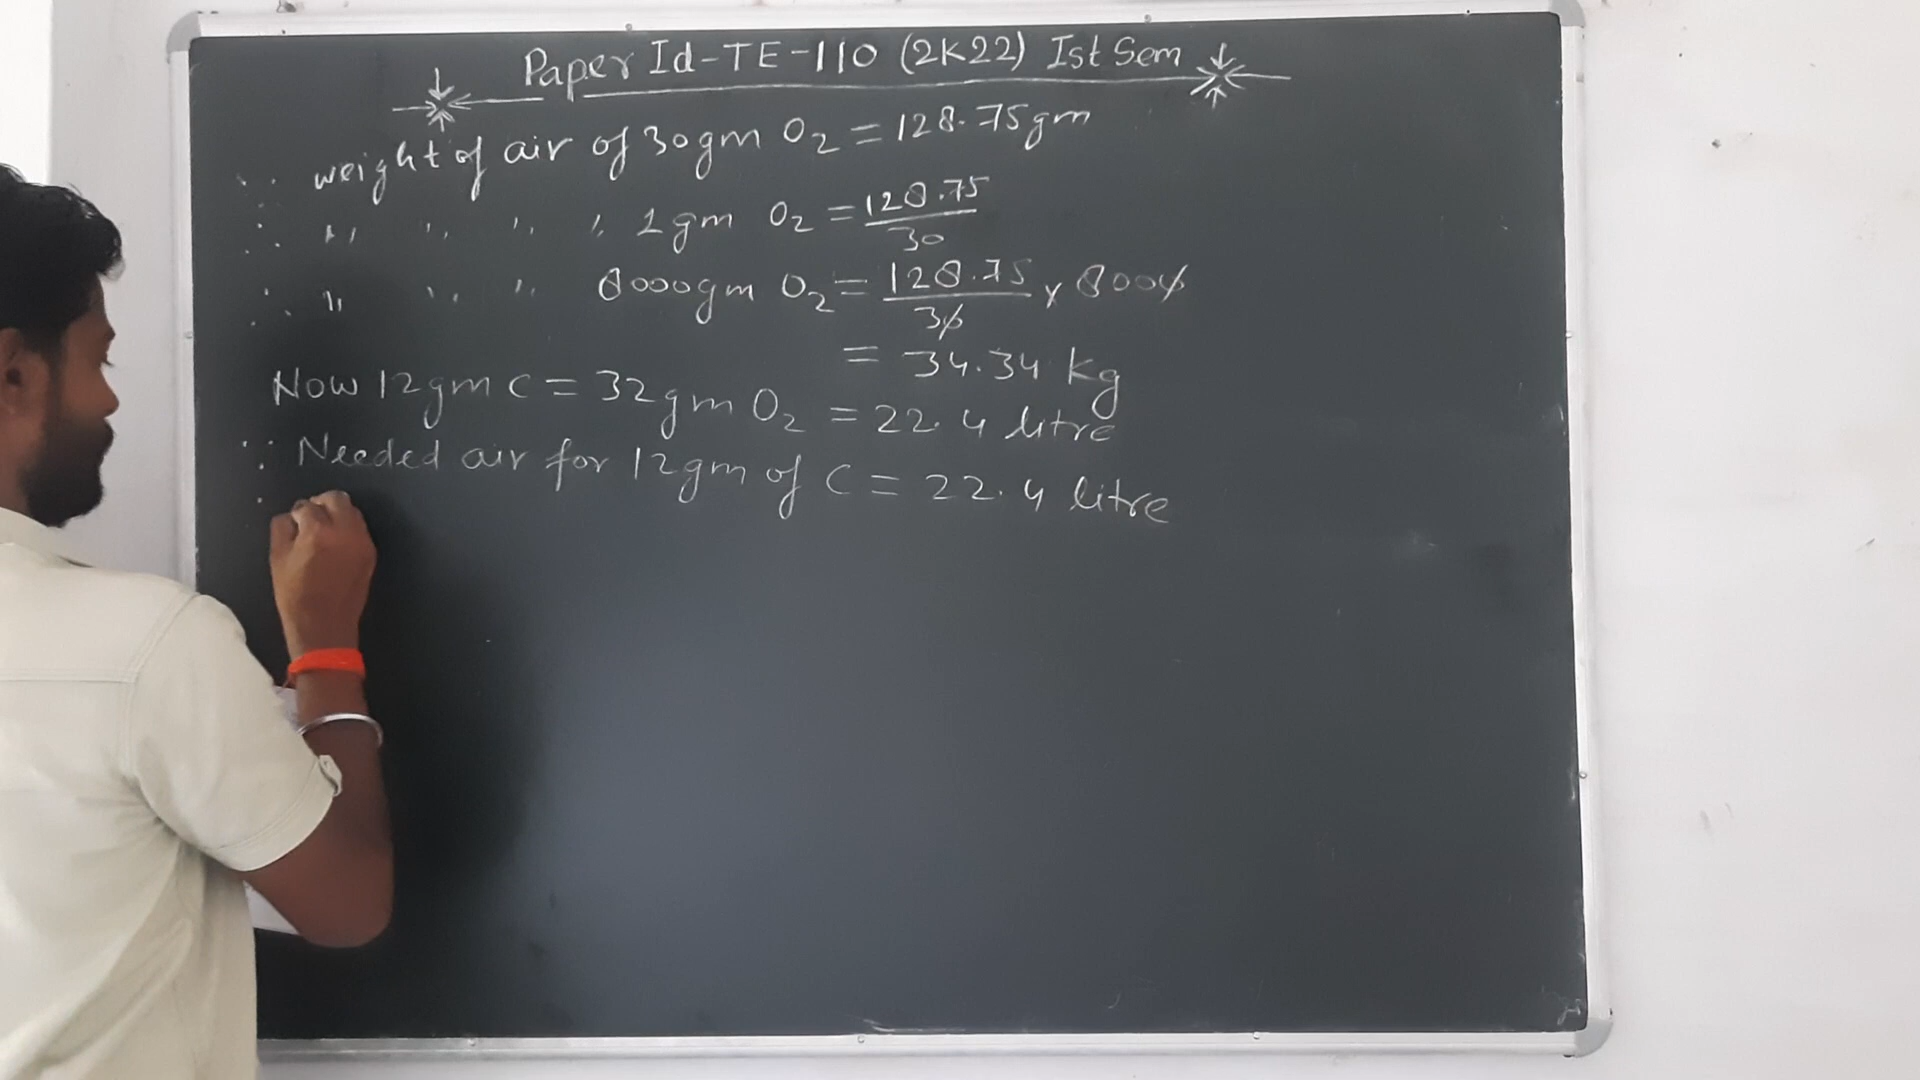 Paper Id-TE-110 (2K22) Ist Sem
∵ weight of air of 30gm O₂ = 128.75gm
∴ ,, ,, ,, ,, 1gm O₂ = 128.75/30
∴ ,, ,, ,, 8000gm O₂ = 128.75/30 x 8000
= 34.34 kg
Now 12gm C = 32gm O₂ = 22.4 litre
∵ Needed air for 12gm of C = 22.4 litre